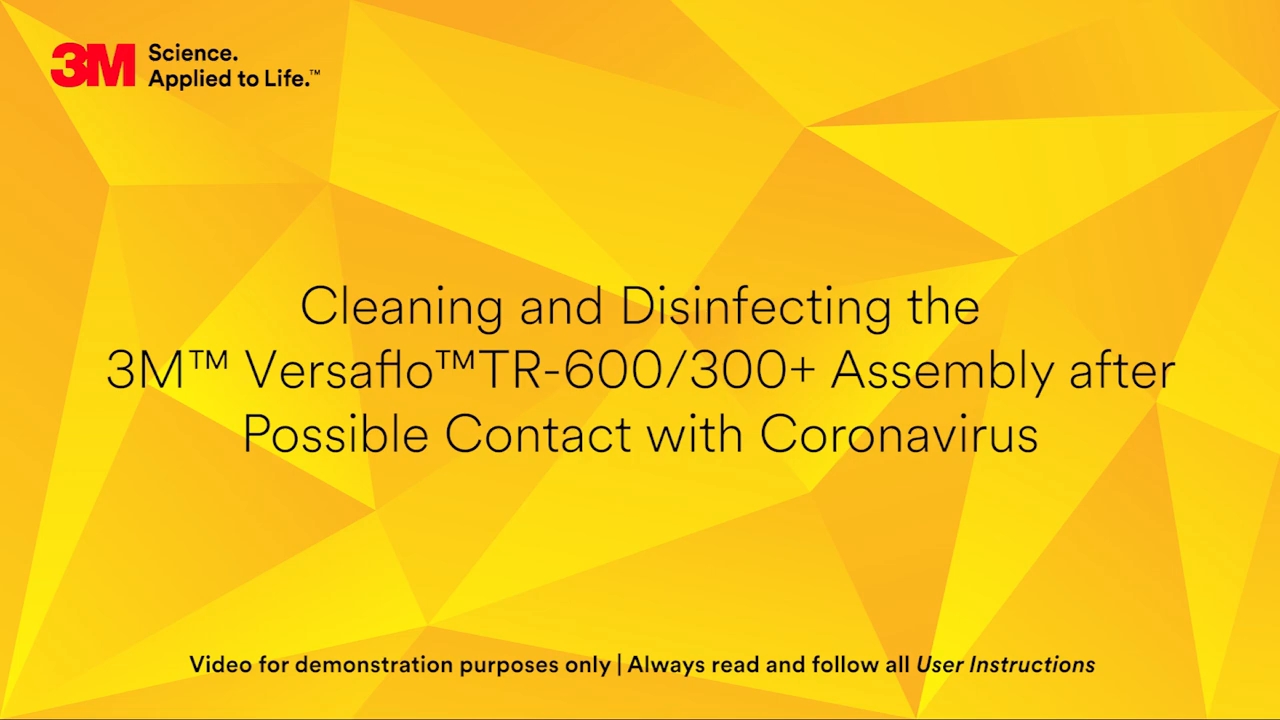 3M Science.
Applied to Life.™
Cleaning and Disinfecting the
3M™ Versaflo™TR-600/300+ Assembly after
Possible Contact with Coronavirus
Video for demonstration purposes only | Always read and follow all User Instructions